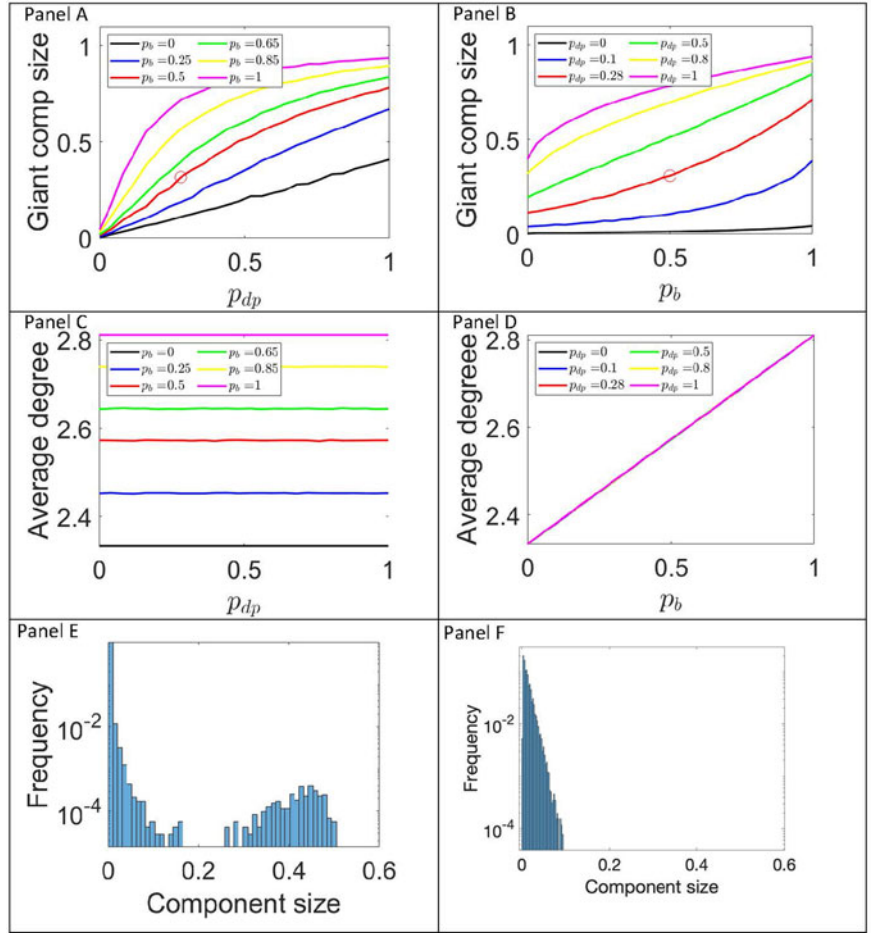 Panel A
1
0.5
0
Giant comp size
p_b=0
p_b=0.25
p_b=0.5
p_b=0.65
p_b=0.85
p_b=1
0 0.5 1
p_dp
Panel B
1
0.5
0
Giant comp size
p_dp=0
p_dp=0.1
p_dp=0.28
p_dp=0.5
p_dp=0.8
p_dp=1
0 0.5 1
p_b
Panel C
2.8
2.6
2.4
Average degree
p_b=0
p_b=0.25
p_b=0.5
p_b=0.65
p_b=0.85
p_b=1
0 0.5 1
p_dp
Panel D
2.8
2.6
2.4
Average degreee
p_dp=0
p_dp=0.1
p_dp=0.28
p_dp=0.5
p_dp=0.8
p_dp=1
0 0.5 1
p_b
Panel E
10^-2
10^-4
Frequency
0 0.2 0.4 0.6
Component size
Panel F
10^-2
10^-4
Frequency
0 0.2 0.4 0.6
Component size